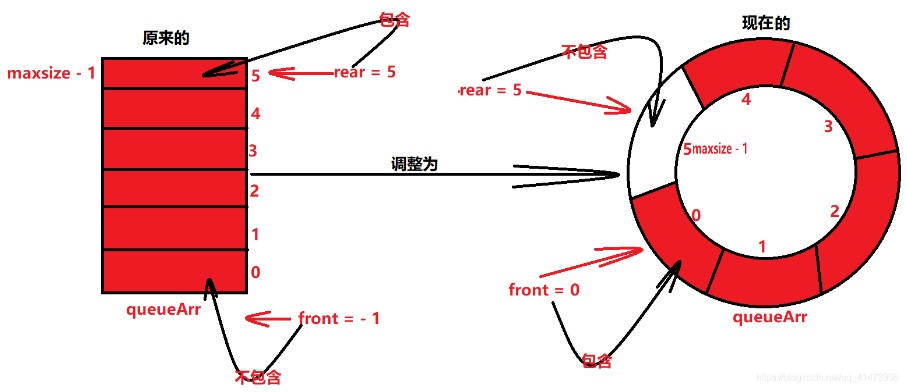 原来的
包含
maxsize - 1
5
rear = 5
4
3
2
1
0
queueArr
front = - 1
不包含
调整为
现在的
不包含
rear = 5
4
3
5 maxsize - 1
0
2
1
front = 0
queueArr
包含
https://blog.csdn.net/qq_41473905